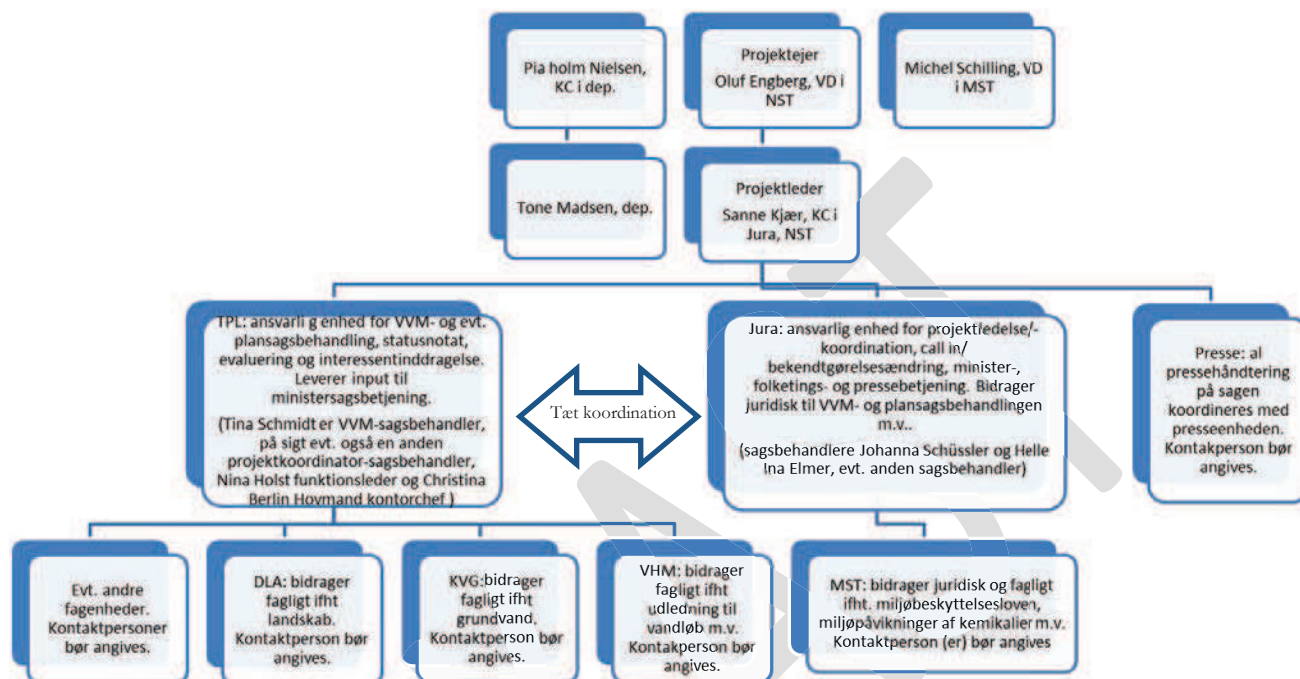 Pia holm Nielsen,
KC i dep.
Projektejer
Oluf Engberg, VD i
NST
Michel Schilling, VD
i MST
Tone Madsen, dep.
Projektleder
Sanne Kjær, KC i
Jura, NST
TPL: ansvarli g enhed for VVM- og evt.
plansagsbehandling, statusnotat,
evaluering og interessentinddragelse.
Leverer input til
ministersagsbetjening.
(Tina Schmidt er VVM-sagsbehandler,
på sigt evt. også en anden
projektkoordinator-sagsbehandler,
Nina Holst funktionsleder og Christina
Berlin Hovmand kontorchef )
Tæt koordination
Jura: ansvarlig enhed for projektledelse/-
koordination, call in/
bekendtgørelsesændring, minister-,
folketings- og pressebetjening. Bidrager
juridisk til VVM- og plansagsbehandlingen
m.v..
(sagsbehandlere Johanna Schüssler og Helle
Ina Elmer, evt. anden sagsbehandler)
Presse: al
pressehåndtering
på sagen
koordineres med
presseenheden.
Kontakperson bør
angives.
Evt. andre
fagenheder.
Kontaktpersoner
bør angives.
DLA: bidrager
fagligt ifht
landskab.
Kontaktperson bør
angives.
KVG:bidrager
fagligt ifht
grundvand.
Kontaktperson bør
angives.
VHM: bidrager
fagligt ifht
udledning til
vandløb m.v.
Kontakperson bør
angives.
MST: bidrager juridisk og fagligt
ifht. miljøbeskyttelsesloven,
miljøpåvikninger af kemikalier m.v.
Kontaktperson (er) bør angives